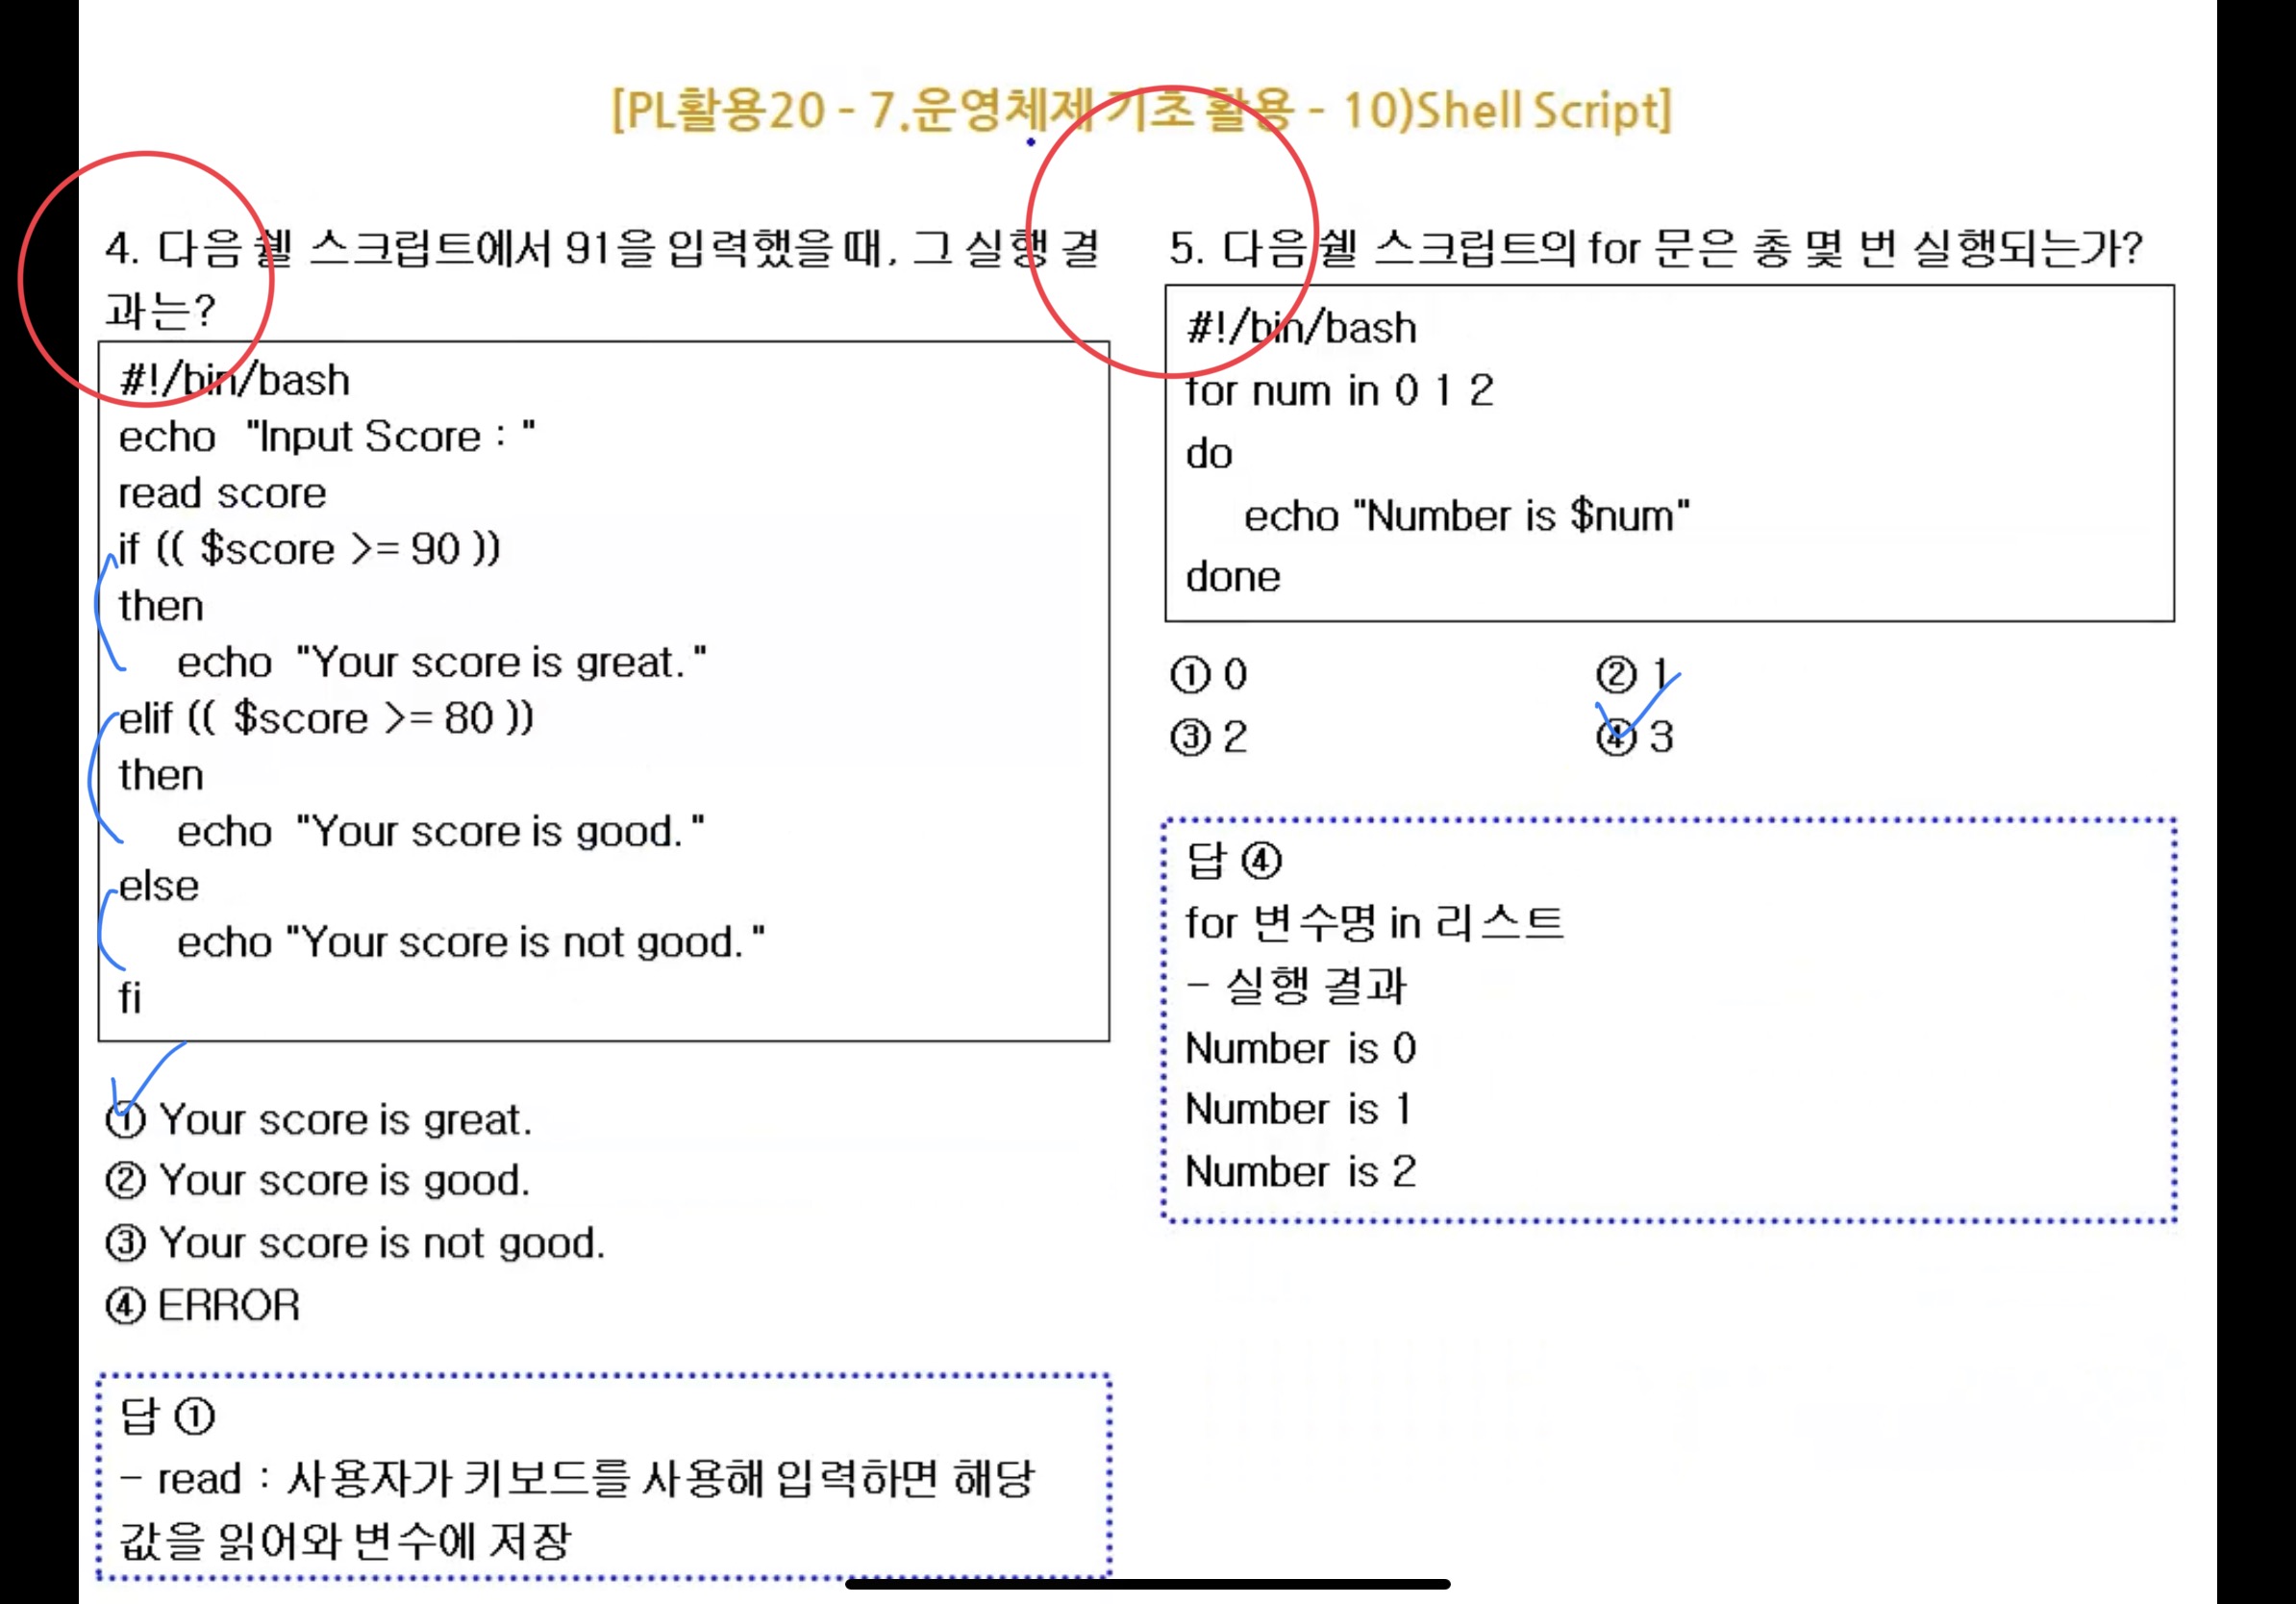 [PL활용20 - 7.운영체제 기초 활용 - 10)Shell Script]
4. 다음 쉘 스크립트에서 91을 입력했을 때, 그 실행 결
과는?
#!/bin/bash
echo "Input Score : "
read score
if (( $score >= 90 ))
then
echo "Your score is great. "
elif (( $score >= 80 ))
then
echo "Your score is good. "
else
echo "Your score is not good. "
fi
① Your score is great.
② Your score is good.
③ Your score is not good.
④ ERROR
답 ①
- read : 사용자가 키보드를 사용해 입력하면 해당
값을 읽어와 변수에 저장
5. 다음 쉘 스크립트의 for 문은 총 몇 번 실행되는가?
#!/bin/bash
for num in 0 1 2
do
echo "Number is $num"
done
① 0 ② 1
③ 2 ④ 3
답 ④
for 변수명 in 리스트
- 실행 결과
Number is 0
Number is 1
Number is 2